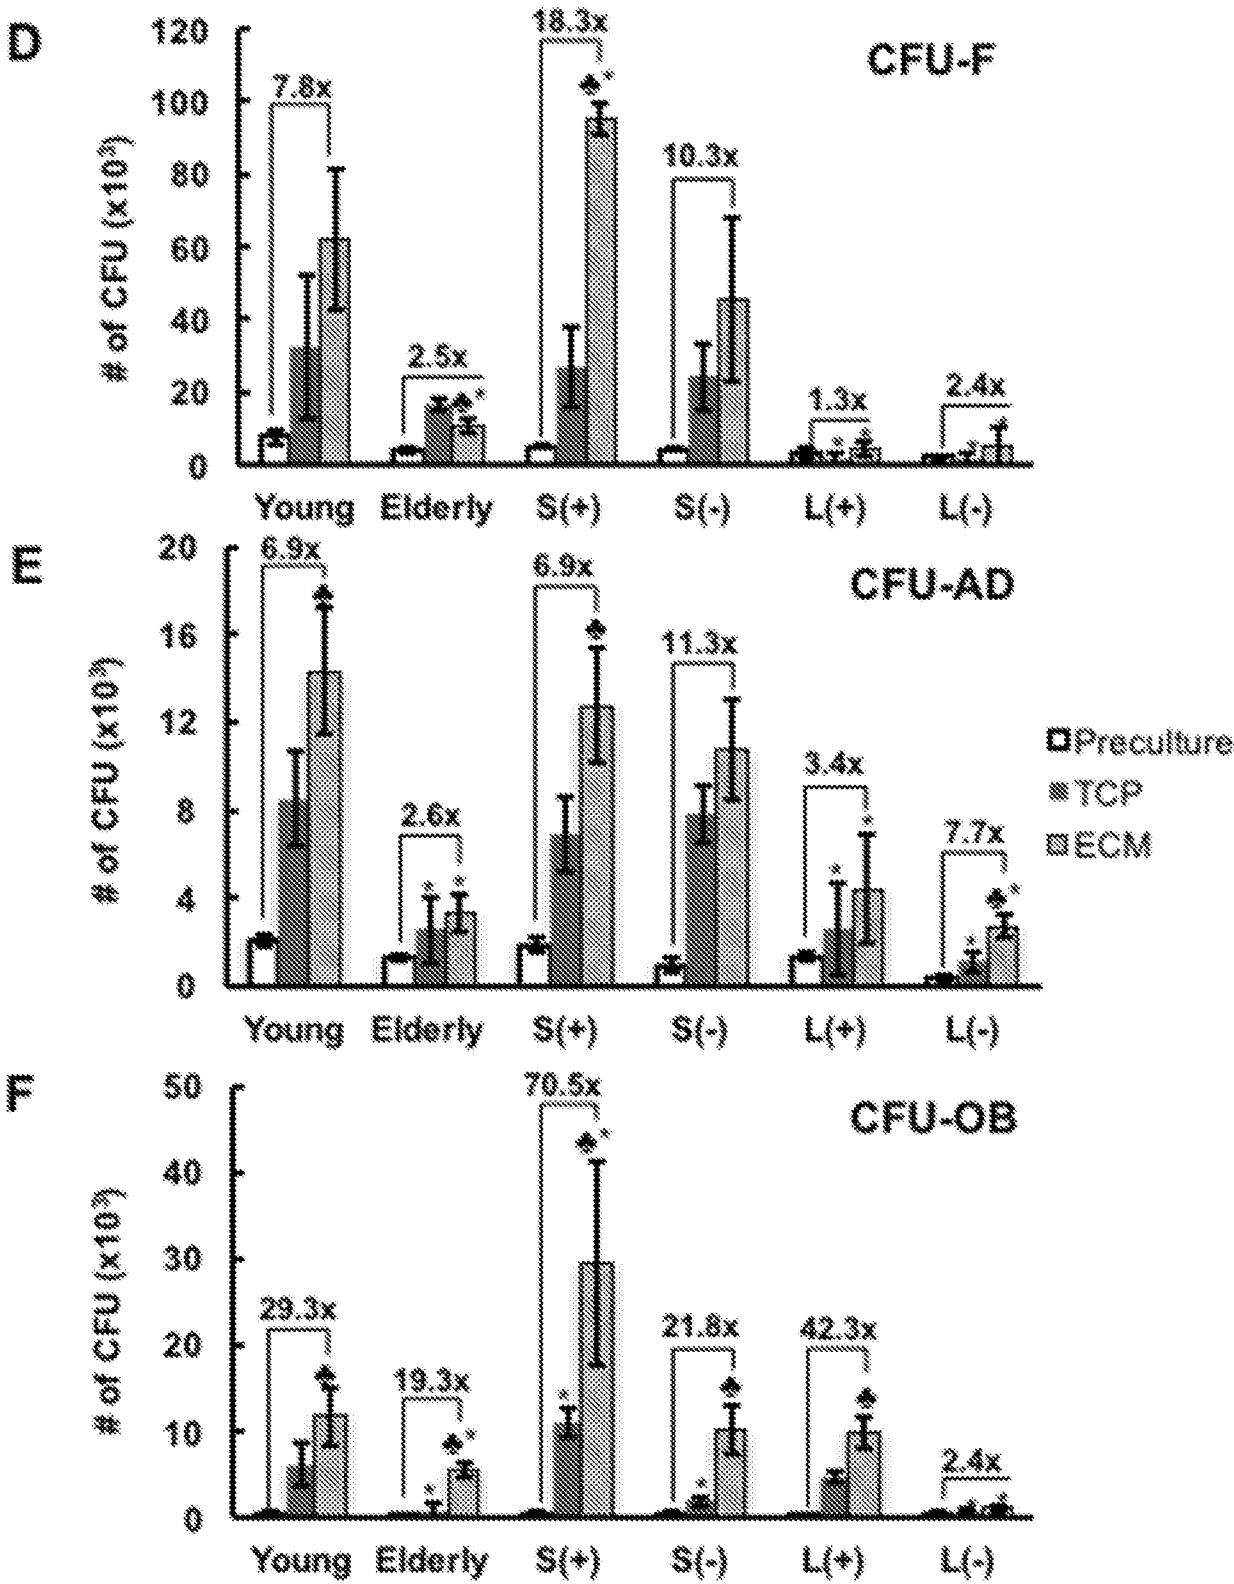 D
CFU-F
# of CFU (x10³)
120
100
80
60
40
20
0
7.8x
2.5x
18.3x
10.3x
1.3x
2.4x
♣*
♣*
*
*
*
*
Young Elderly S(+) S(-) L(+) L(-)
E
CFU-AD
# of CFU (x10³)
20
16
12
8
4
0
6.9x
2.6x
6.9x
11.3x
3.4x
7.7x
♣
*
*
♣
*
*
*
♣*
Young Elderly S(+) S(-) L(+) L(-)
Preculture
TCP
ECM
F
CFU-OB
# of CFU (x10³)
50
40
30
20
10
0
29.3x
19.3x
70.5x
21.8x
42.3x
2.4x
♣
*
♣*
*
♣*
*
♣
♣
*
*
Young Elderly S(+) S(-) L(+) L(-)